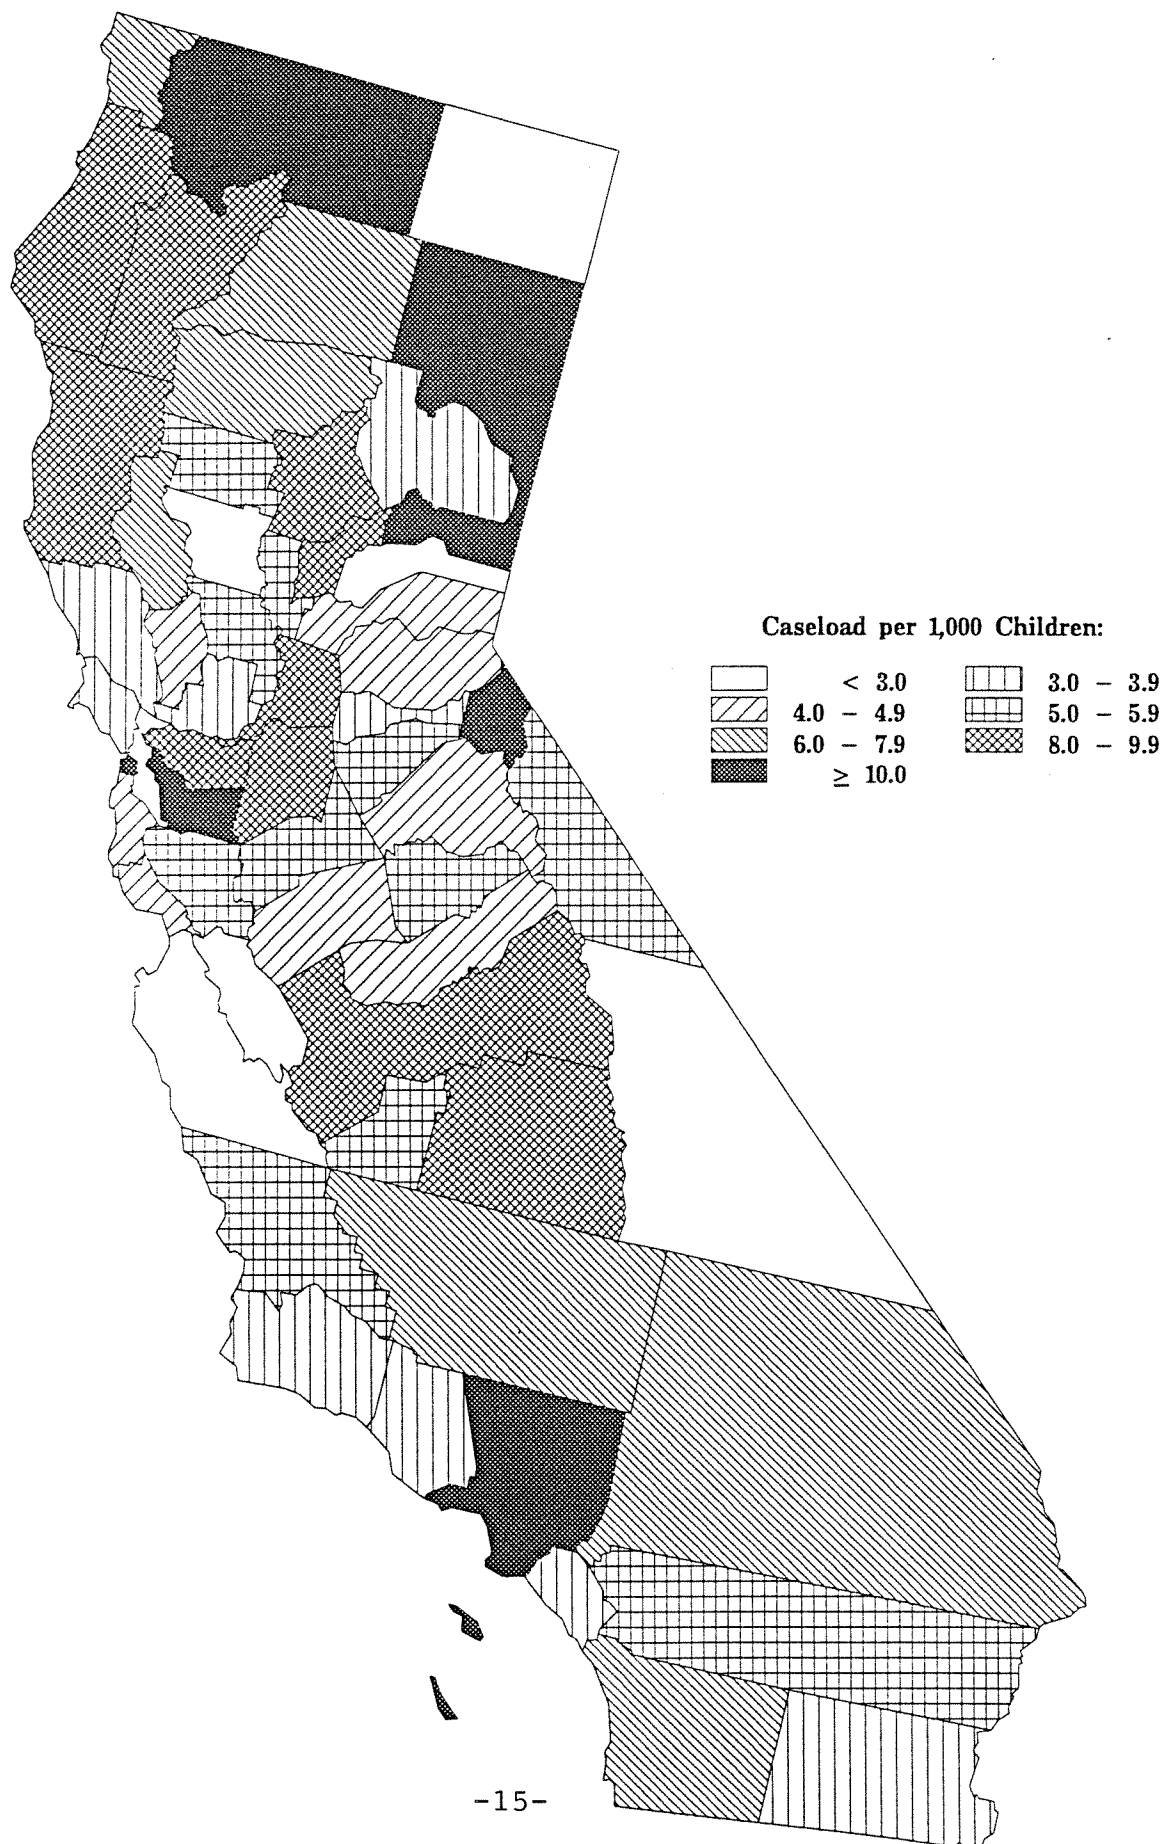 Caseload per 1,000 Children:
< 3.0 3.0 – 3.9
4.0 – 4.9 5.0 – 5.9
6.0 – 7.9 8.0 – 9.9
≥ 10.0
-15-